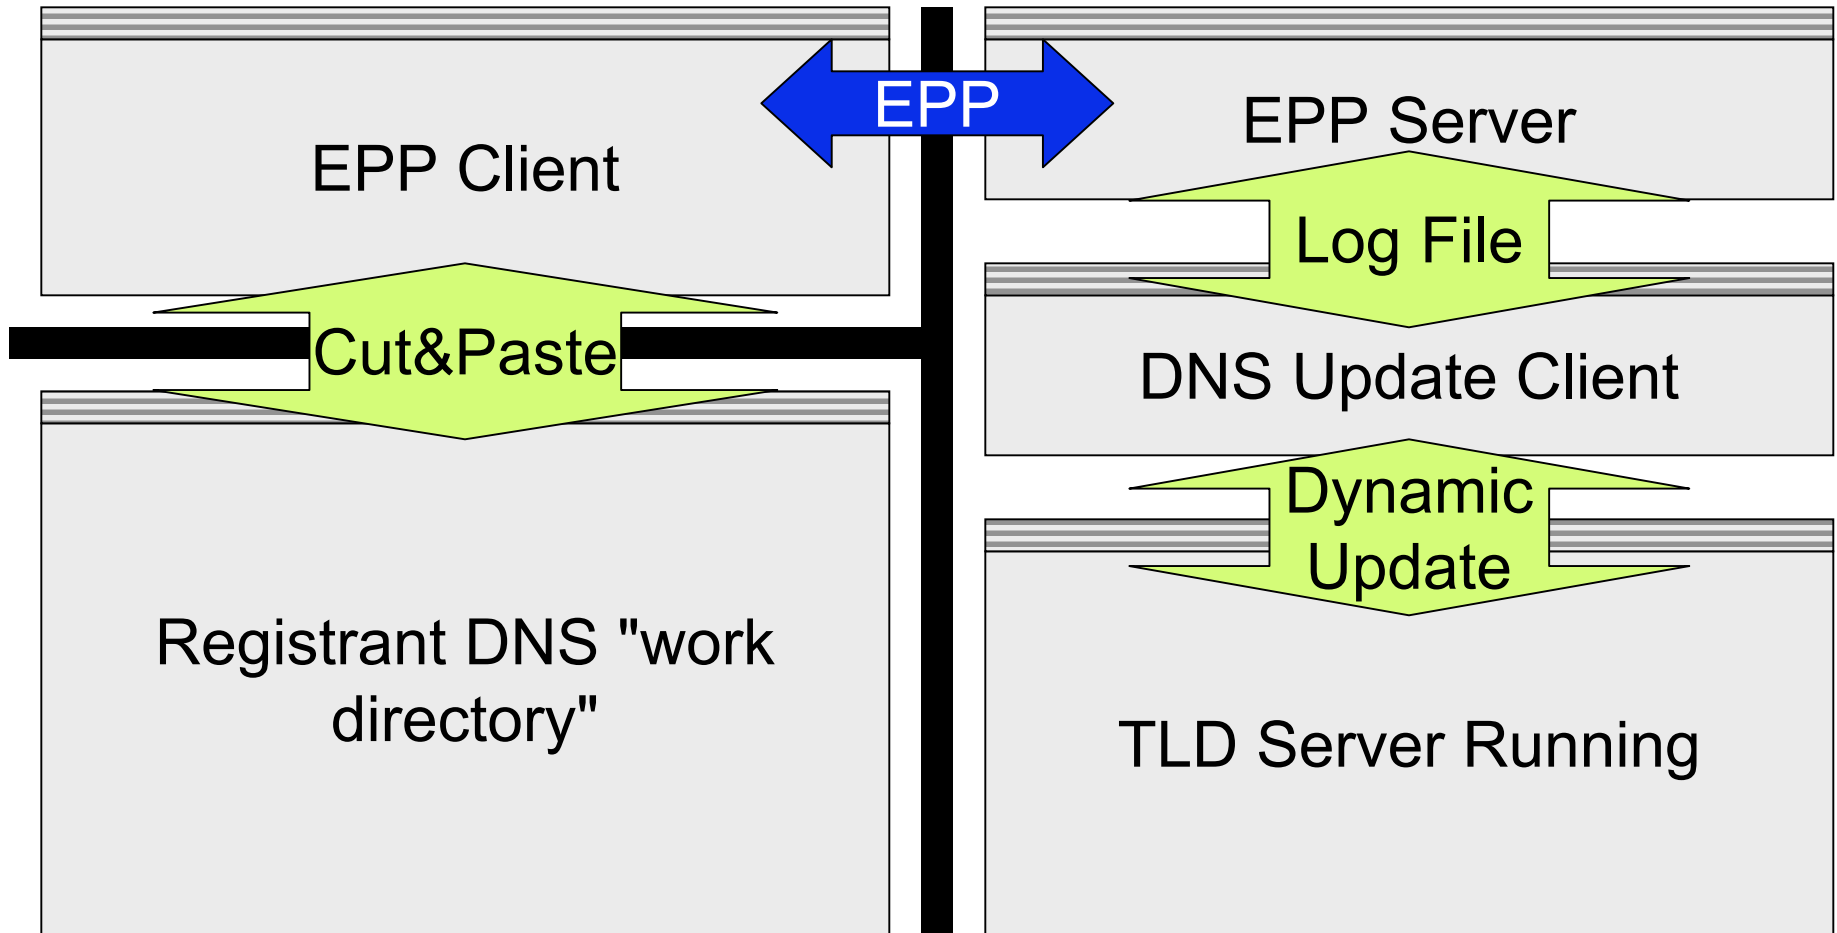 EPP
EPP Client
Cut&Paste
Registrant DNS "work
directory"
EPP Server
Log File
DNS Update Client
Dynamic
Update
TLD Server Running